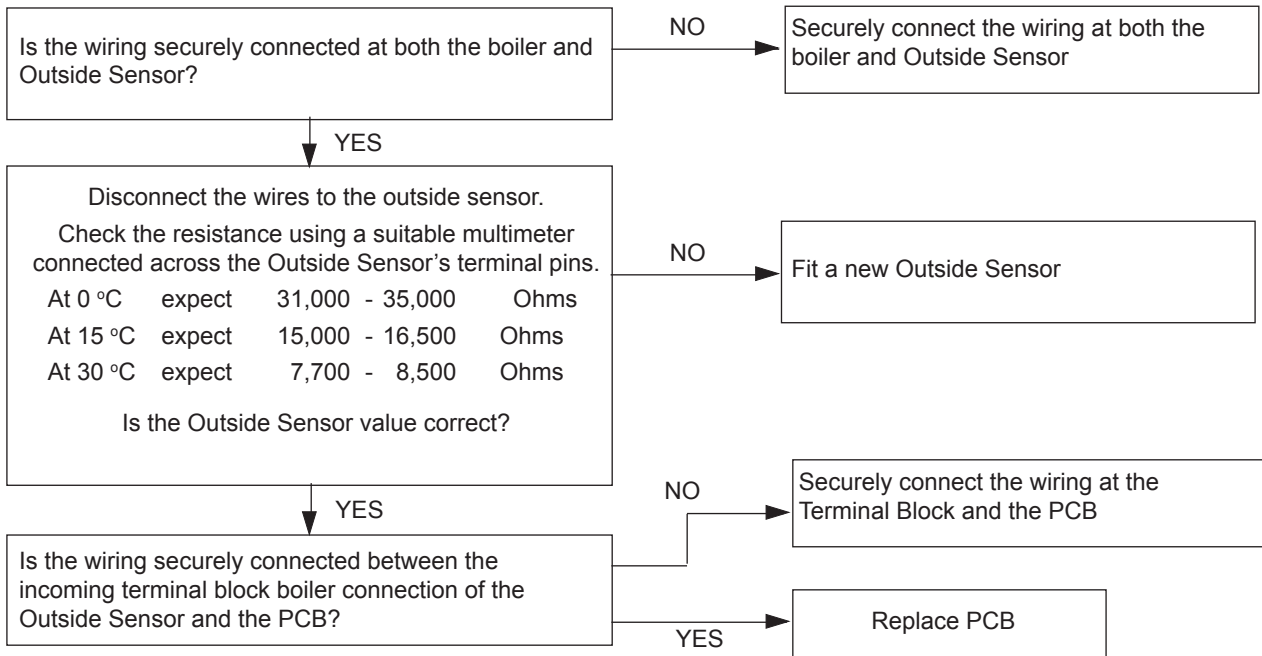 Is the wiring securely connected at both the boiler and
Outside Sensor?
NO
Securely connect the wiring at both the
boiler and Outside Sensor
YES
Disconnect the wires to the outside sensor.
Check the resistance using a suitable multimeter
connected across the Outside Sensor’s terminal pins.
At 0 °C expect 31,000 - 35,000 Ohms
At 15 °C expect 15,000 - 16,500 Ohms
At 30 °C expect 7,700 - 8,500 Ohms
Is the Outside Sensor value correct?
NO
Fit a new Outside Sensor
YES
Is the wiring securely connected between the
incoming terminal block boiler connection of the
Outside Sensor and the PCB?
NO
Securely connect the wiring at the
Terminal Block and the PCB
YES
Replace PCB